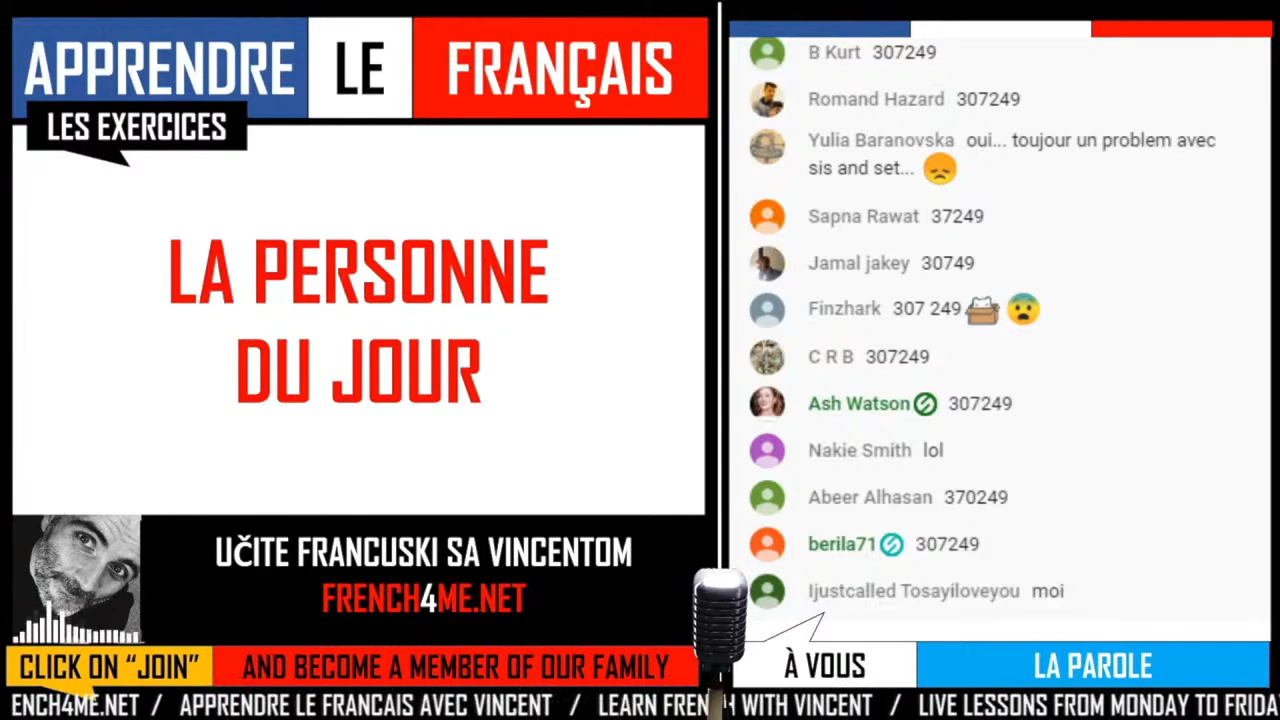 APPRENDRE LE FRANÇAIS
LES EXERCICES
LA PERSONNE
DU JOUR
UČITE FRANCUSKI SA VINCENTOM
FRENCH4ME.NET
CLICK ON “JOIN” AND BECOME A MEMBER OF OUR FAMILY
B Kurt 307249
Romand Hazard 307249
Yulia Baranovska oui... toujour un problem avec
sis and set...
Sapna Rawat 37249
Jamal jakey 30749
Finzhark 307 249
C R B 307249
Ash Watson 307249
Nakie Smith lol
Abeer Alhasan 370249
berila71 307249
Ijustcalled Tosayiloveyou moi
À VOUS LA PAROLE
ENCH4ME.NET / APPRENDRE LE FRANCAIS AVEC VINCENT / LEARN FREN H WITH VINCENT / LIVE LESSONS FROM MONDAY TO FRIDA